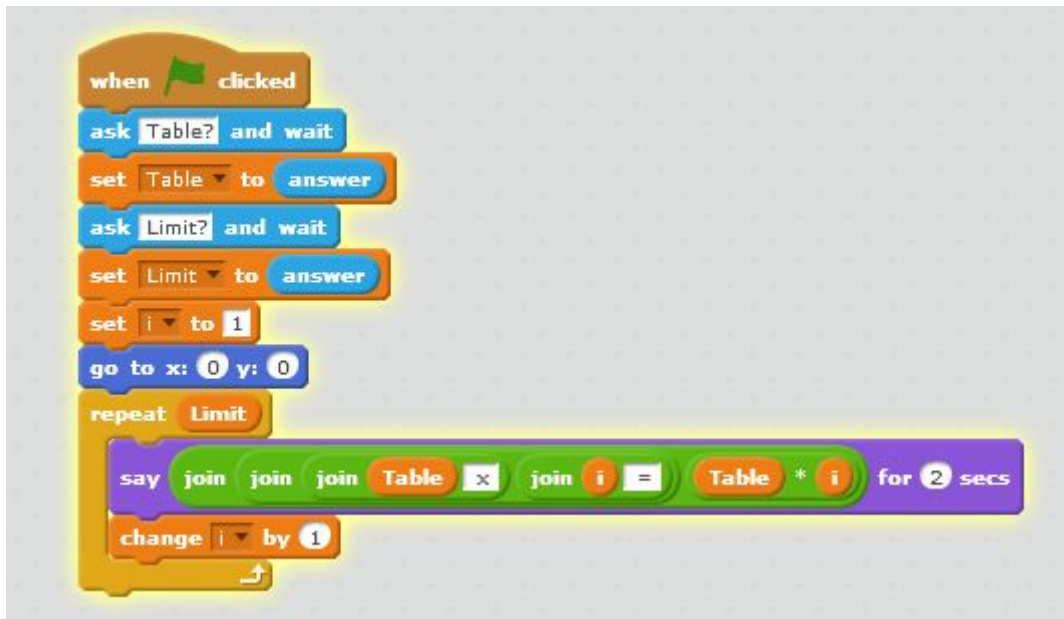 when clicked
ask Table? and wait
set Table to answer
ask Limit? and wait
set Limit to answer
set i to 1
go to x: 0 y: 0
repeat Limit
say join join join Table x join i = Table * i for 2 secs
change i by 1